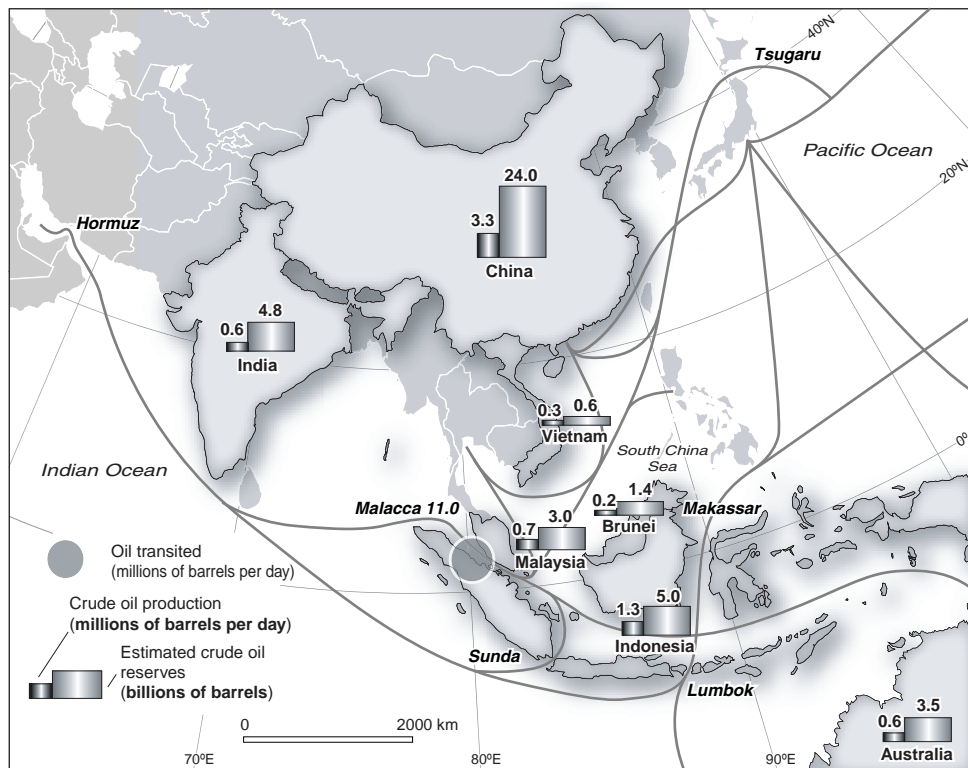 40ºN
Tsugaru
Pacific Ocean
20ºN
Hormuz
24.0
3.3
China
4.8
0.6
India
0.3 0.6
Vietnam
South China
Sea
0º
Indian Ocean
Malacca 11.0
1.4
0.2
Brunei
Makassar
3.0
0.7
Malaysia
Oil transited
(millions of barrels per day)
Crude oil production
(millions of barrels per day)
Estimated crude oil
reserves
(billions of barrels)
5.0
1.3
Indonesia
Sunda
Lumbok
3.5
0.6
Australia
0 2000 km
70ºE
80ºE
90ºE